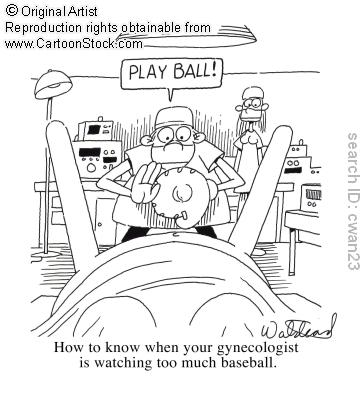 © Original Artist
Reproduction rights obtainable from
www.CartoonStock.com
PLAY BALL!
search ID: cwan23
How to know when your gynecologist
is watching too much baseball.